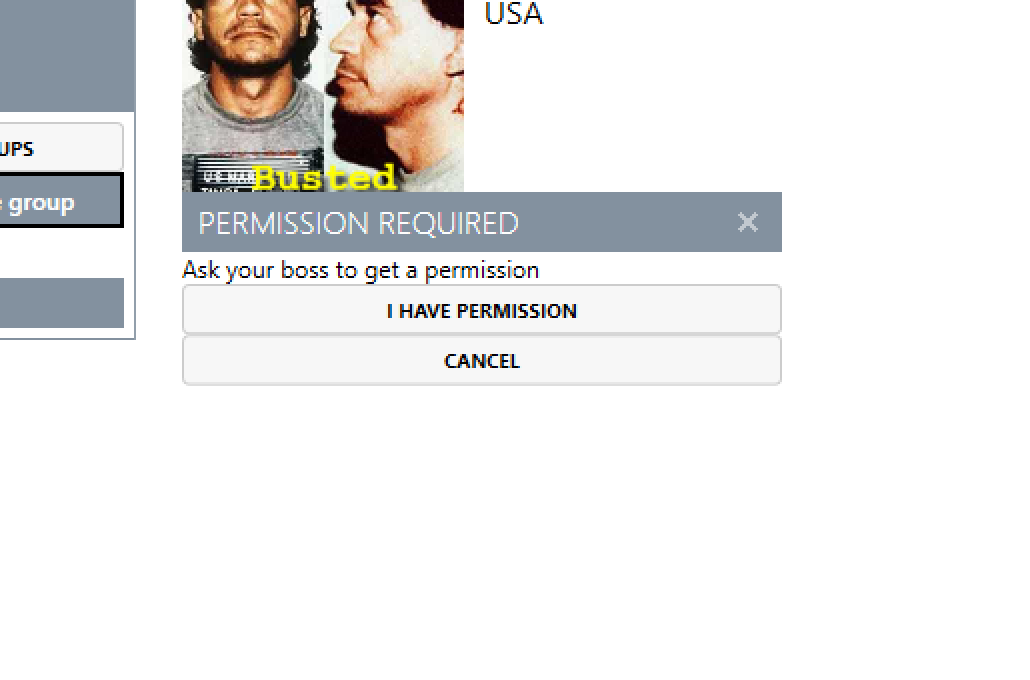 USA
UPS
group
Busted
PERMISSION REQUIRED
Ask your boss to get a permission
I HAVE PERMISSION
CANCEL